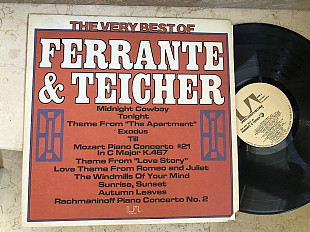 THE VERY BEST OF
FERRANTE
& TEICHER
Midnight Cowboy
Tonight
Theme From "The Apartment"
Exodus
Till
Mozart Piano Concerto #21
In C Major K.467
Theme From "Love Story"
Love Theme From Romeo and Juliet
The Windmills Of Your Mind
Sunrise, Sunset
Autumn Leaves
Rachmaninoff Piano Concerto No. 2